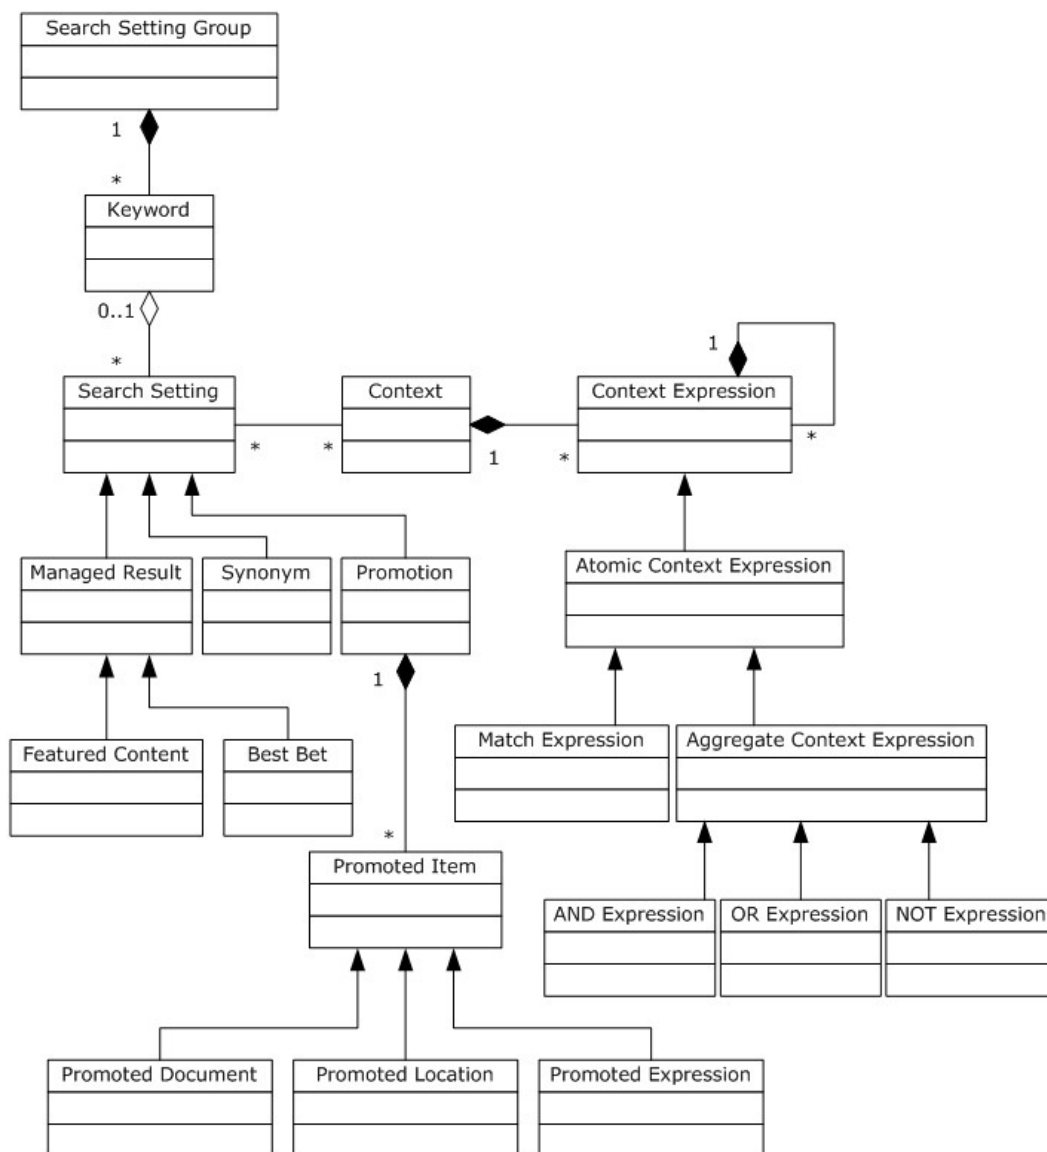 Search Setting Group
1
*
Keyword
0..1
*
Search Setting
*
*
Context
1
*
Context Expression
1
*
Managed Result
Synonym
Promotion
Atomic Context Expression
1
Featured Content
Best Bet
Match Expression
Aggregate Context Expression
*
Promoted Item
AND Expression
OR Expression
NOT Expression
Promoted Document
Promoted Location
Promoted Expression